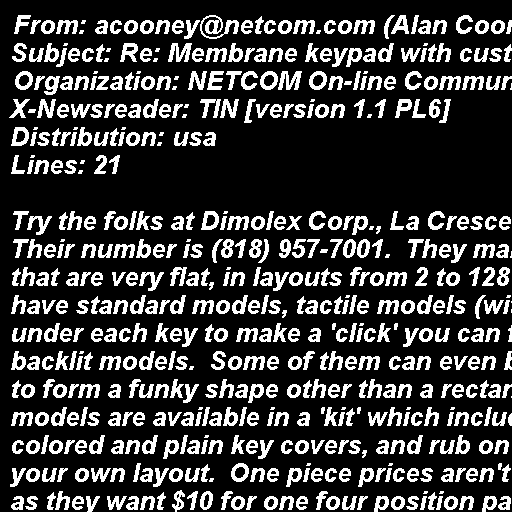 From: acooney@netcom.com (Alan Coon
Subject: Re: Membrane keypad with cust
Organization: NETCOM On-line Commun
X-Newsreader: TIN [version 1.1 PL6]
Distribution: usa
Lines: 21

Try the folks at Dimolex Corp., La Cresce
Their number is (818) 957-7001.  They ma
that are very flat, in layouts from 2 to 128
have standard models, tactile models (wi
under each key to make a 'click' you can f
backlit models.  Some of them can even b
to form a funky shape other than a rectan
models are available in a 'kit' which includ
colored and plain key covers, and rub on
your own layout.  One piece prices aren't
as they want $10 for one four position pa